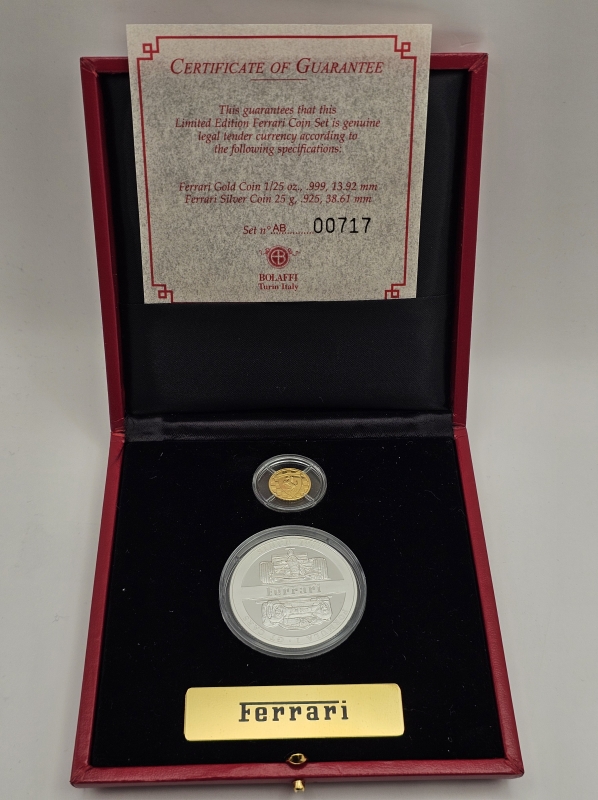 CERTIFICATE OF GUARANTEE
This guarantees that this
Limited Edition Ferrari Coin Set is genuine
legal tender currency according to
the following specifications:
Ferrari Gold Coin 1/25 oz., .999, 13.92 mm
Ferrari Silver Coin 25 g, .925, 38.61 mm
Set n° AB ............ 00717
BOLAFFI
Turin Italy
Ferrari
Ferrari